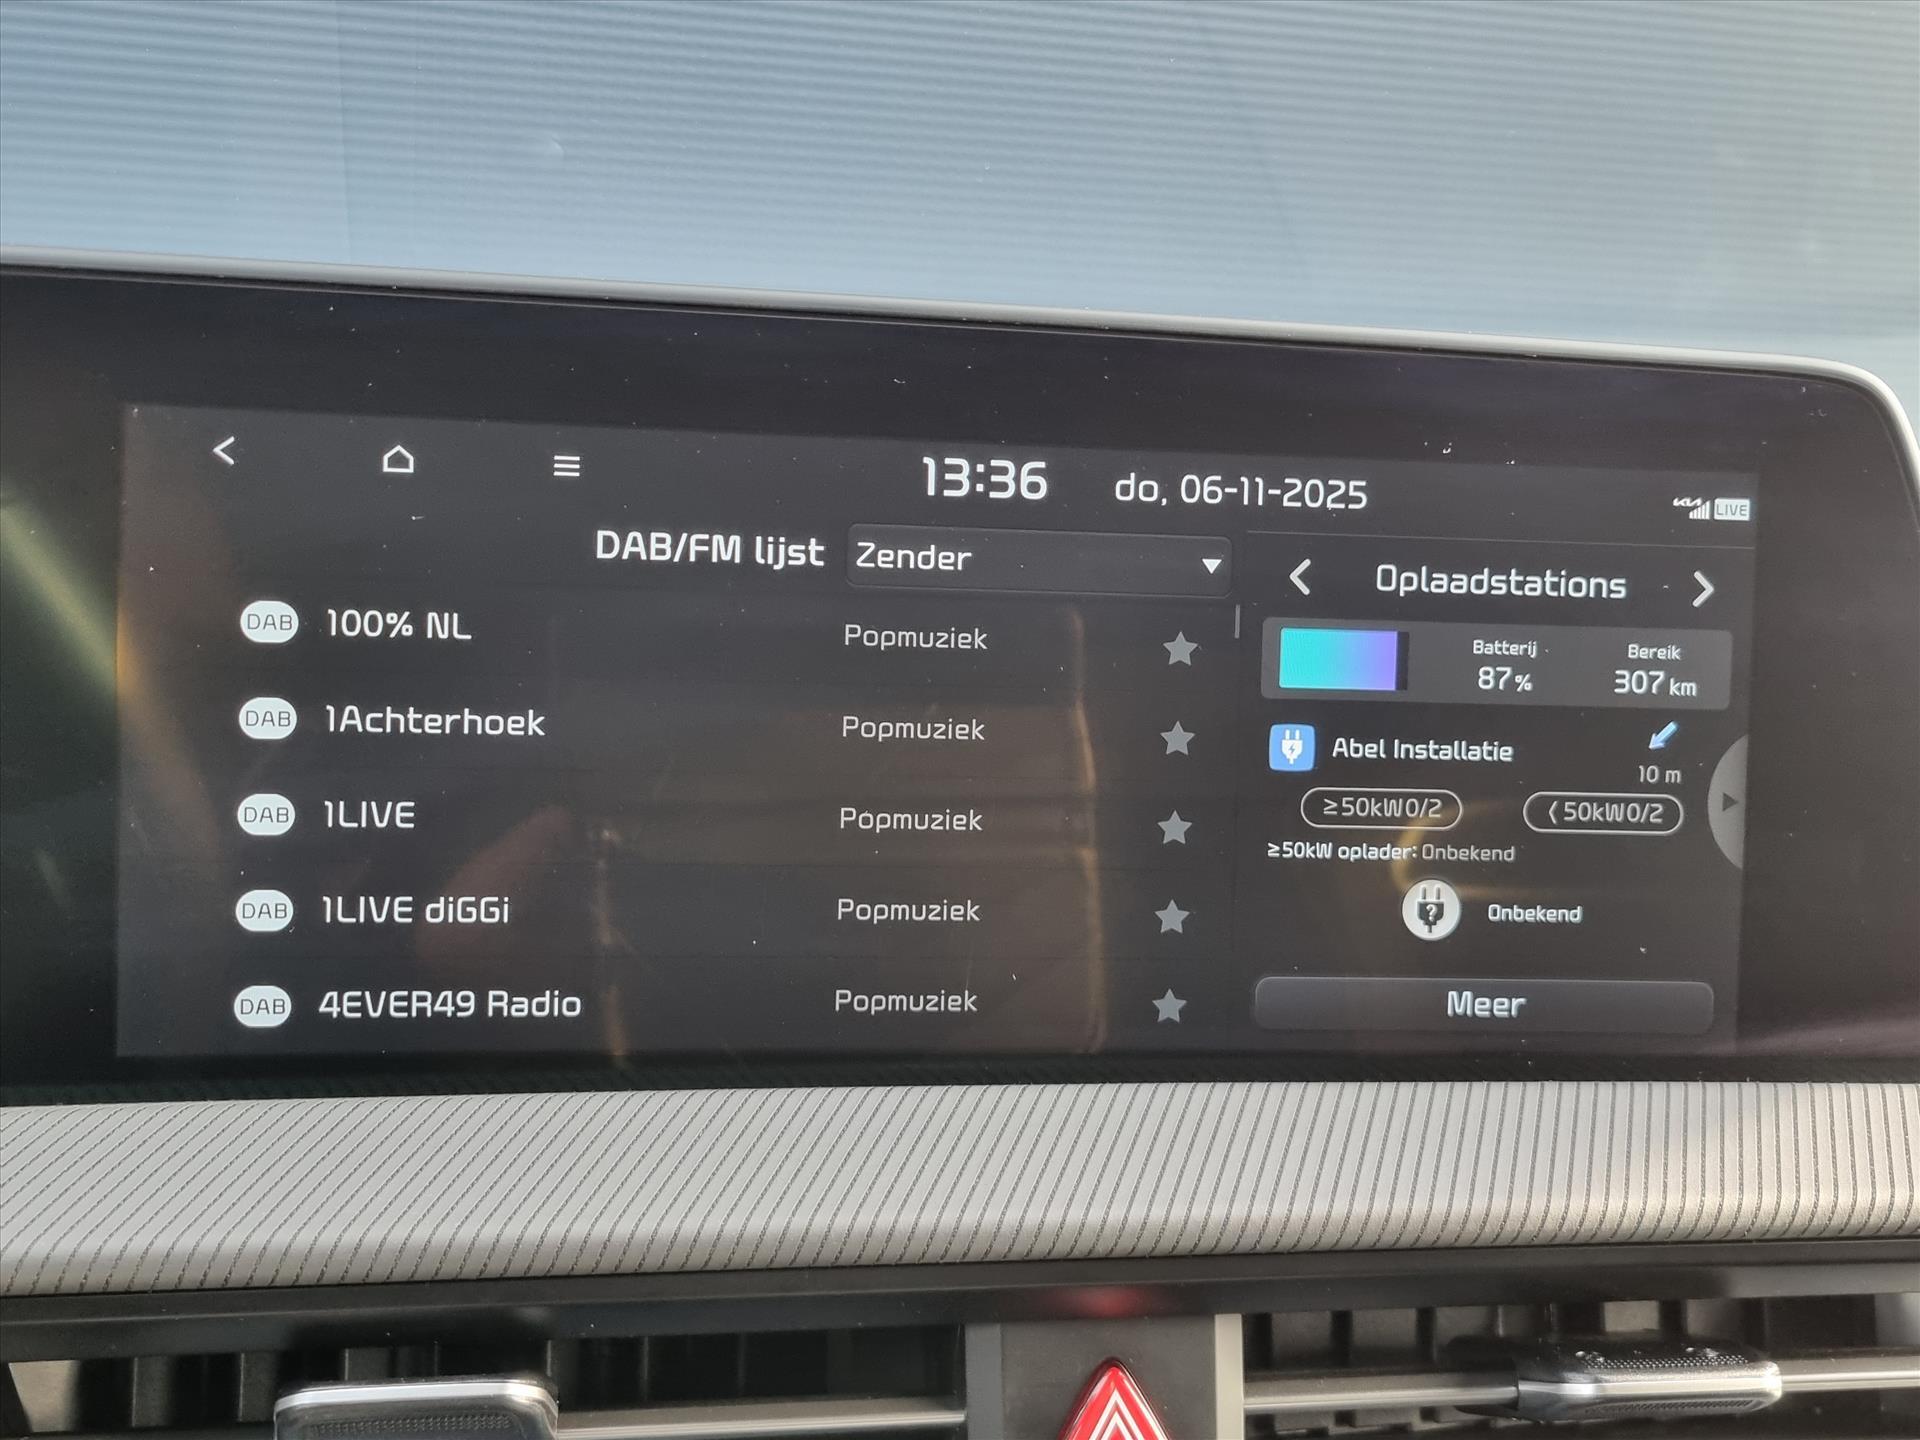 13:36 do, 06-11-2025
KIA LIVE
DAB/FM lijst Zender
DAB 100% NL Popmuziek
DAB 1Achterhoek Popmuziek
DAB 1LIVE Popmuziek
DAB 1LIVE diGGi Popmuziek
DAB 4EVER49 Radio Popmuziek
Oplaadstations
Batterij Bereik
87% 307 km
Abel Installatie
10 m
≥50kW0/2 ⟨50kW0/2
≥50kW oplader: Onbekend
? Onbekend
Meer